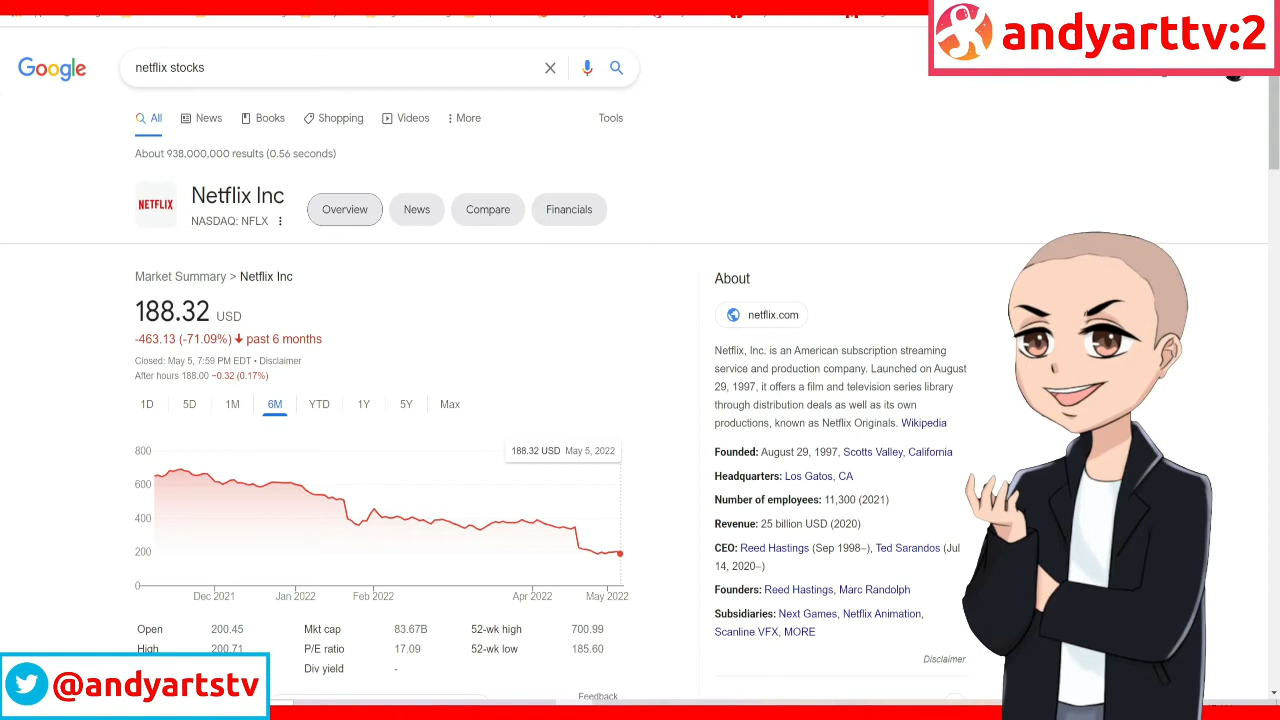 andyarttv:2
Google
netflix stocks
All News Books Shopping Videos More Tools
About 938,000,000 results (0.56 seconds)
NETFLIX
Netflix Inc
NASDAQ: NFLX
Overview News Compare Financials
Market Summary > Netflix Inc
188.32 USD
-463.13 (-71.09%) past 6 months
Closed: May 5, 7:59 PM EDT • Disclaimer
After hours 188.00 −0.32 (0.17%)
1D 5D 1M 6M YTD 1Y 5Y Max
188.32 USD May 5, 2022
800
600
400
200
0
Dec 2021 Jan 2022 Feb 2022 Apr 2022 May 2022
Open 200.45 Mkt cap 83.67B 52-wk high 700.99
High 200.71 P/E ratio 17.09 52-wk low 185.60
Div yield -
Feedback
About
netflix.com
Netflix, Inc. is an American subscription streaming
service and production company. Launched on August
29, 1997, it offers a film and television series library
through distribution deals as well as its own
productions, known as Netflix Originals. Wikipedia
Founded: August 29, 1997, Scotts Valley, California
Headquarters: Los Gatos, CA
Number of employees: 11,300 (2021)
Revenue: 25 billion USD (2020)
CEO: Reed Hastings (Sep 1998–), Ted Sarandos (Jul
14, 2020–)
Founders: Reed Hastings, Marc Randolph
Subsidiaries: Next Games, Netflix Animation,
Scanline VFX, MORE
Disclaimer
@andyartstv